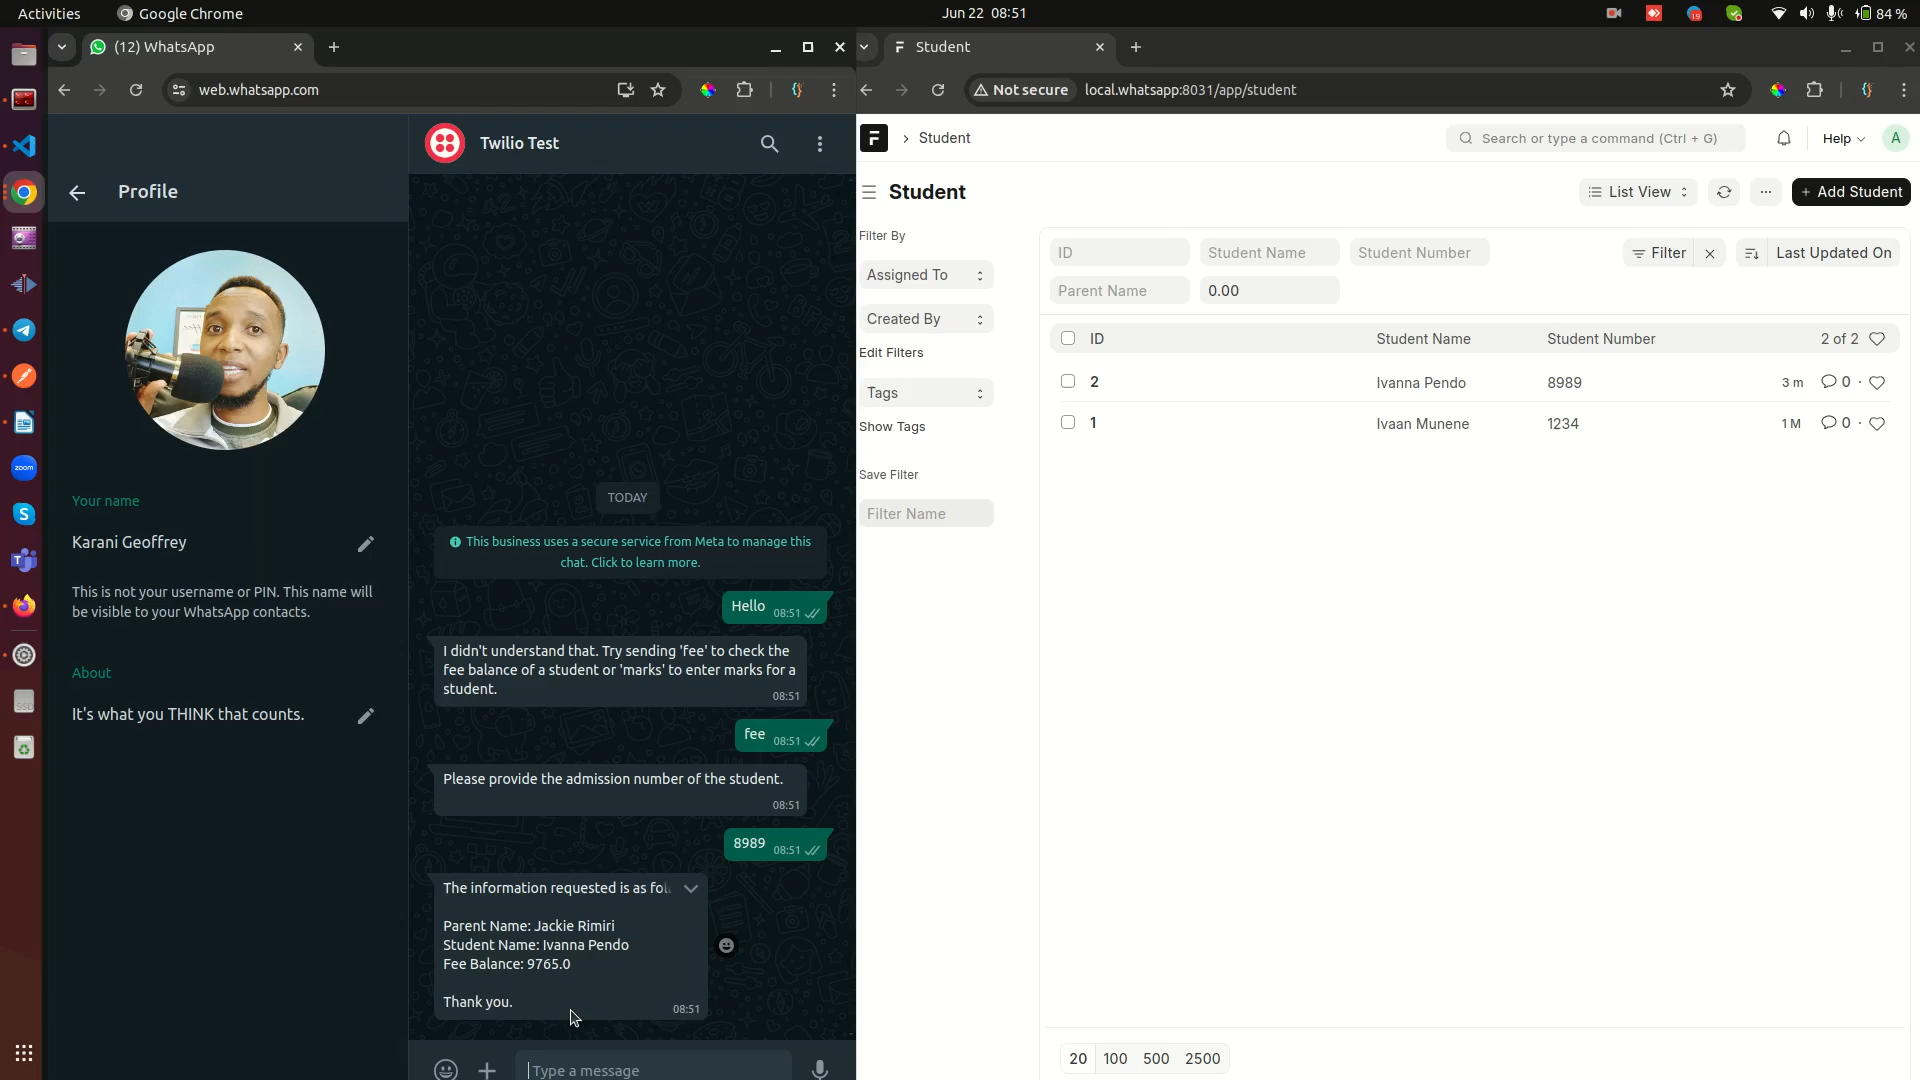 Activities
Google Chrome
Jun 22 08:51
84 %
(12) WhatsApp
web.whatsapp.com
Student
Not secure
local.whatsapp:8031/app/student
Profile
Your name
Karani Geoffrey
This is not your username or PIN. This name will
be visible to your WhatsApp contacts.
About
It's what you THINK that counts.
zoom
Twilio Test
TODAY
This business uses a secure service from Meta to manage this
chat. Click to learn more.
Hello 08:51
I didn't understand that. Try sending 'fee' to check the
fee balance of a student or 'marks' to enter marks for a
student.
08:51
fee 08:51
Please provide the admission number of the student.
08:51
8989 08:51
The information requested is as fol
Parent Name: Jackie Rimiri
Student Name: Ivanna Pendo
Fee Balance: 9765.0
Thank you.
08:51
Type a message
Student
Search or type a command (Ctrl + G)
Help
A
Student
List View
+ Add Student
Filter By
Assigned To
Created By
Edit Filters
Tags
Show Tags
Save Filter
Filter Name
ID
Student Name
Student Number
Filter
Last Updated On
Parent Name
0.00
ID Student Name Student Number 2 of 2
2 Ivanna Pendo 8989 3 m 0 ·
1 Ivaan Munene 1234 1 M 0 ·
20 100 500 2500